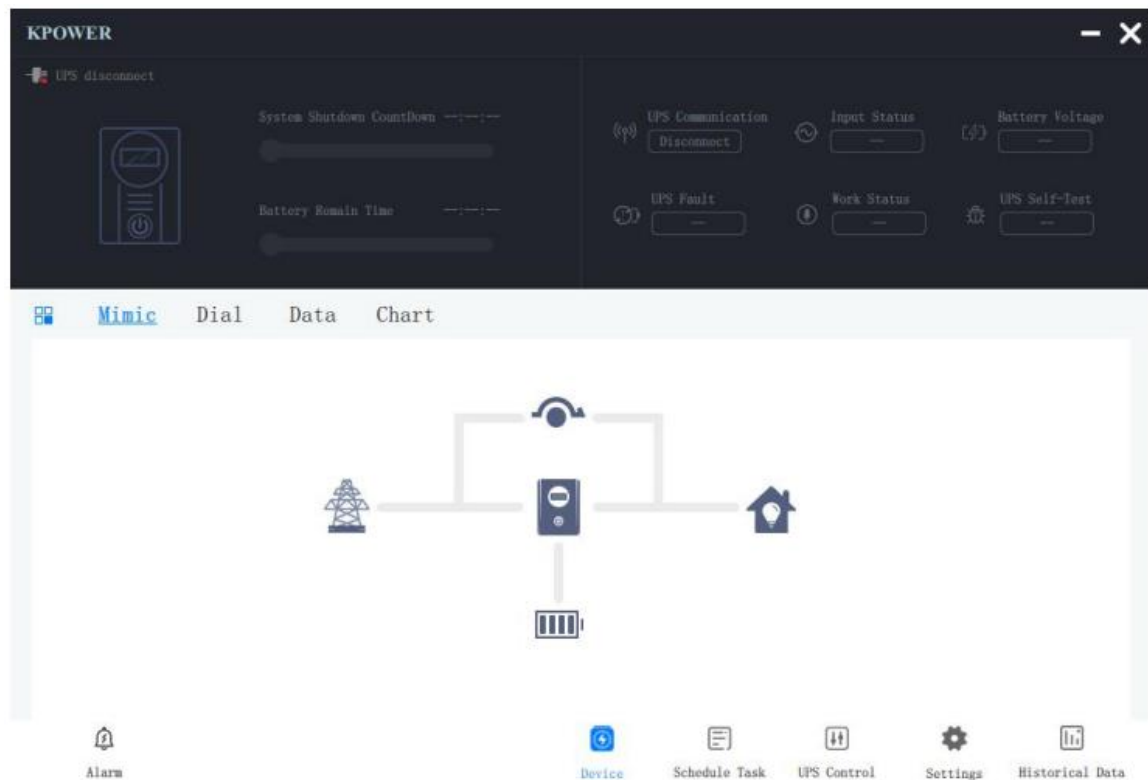 KPOWER
UPS disconnect
System Shutdown CountDown --:--:--
Battery Remain Time --:--:--
UPS Communication
Disconnect
Input Status
--
Battery Voltage
--
UPS Fault
--
Work Status
--
UPS Self-Test
--
Mimic Dial Data Chart
Alarm
Device
Schedule Task
UPS Control
Settings
Historical Data